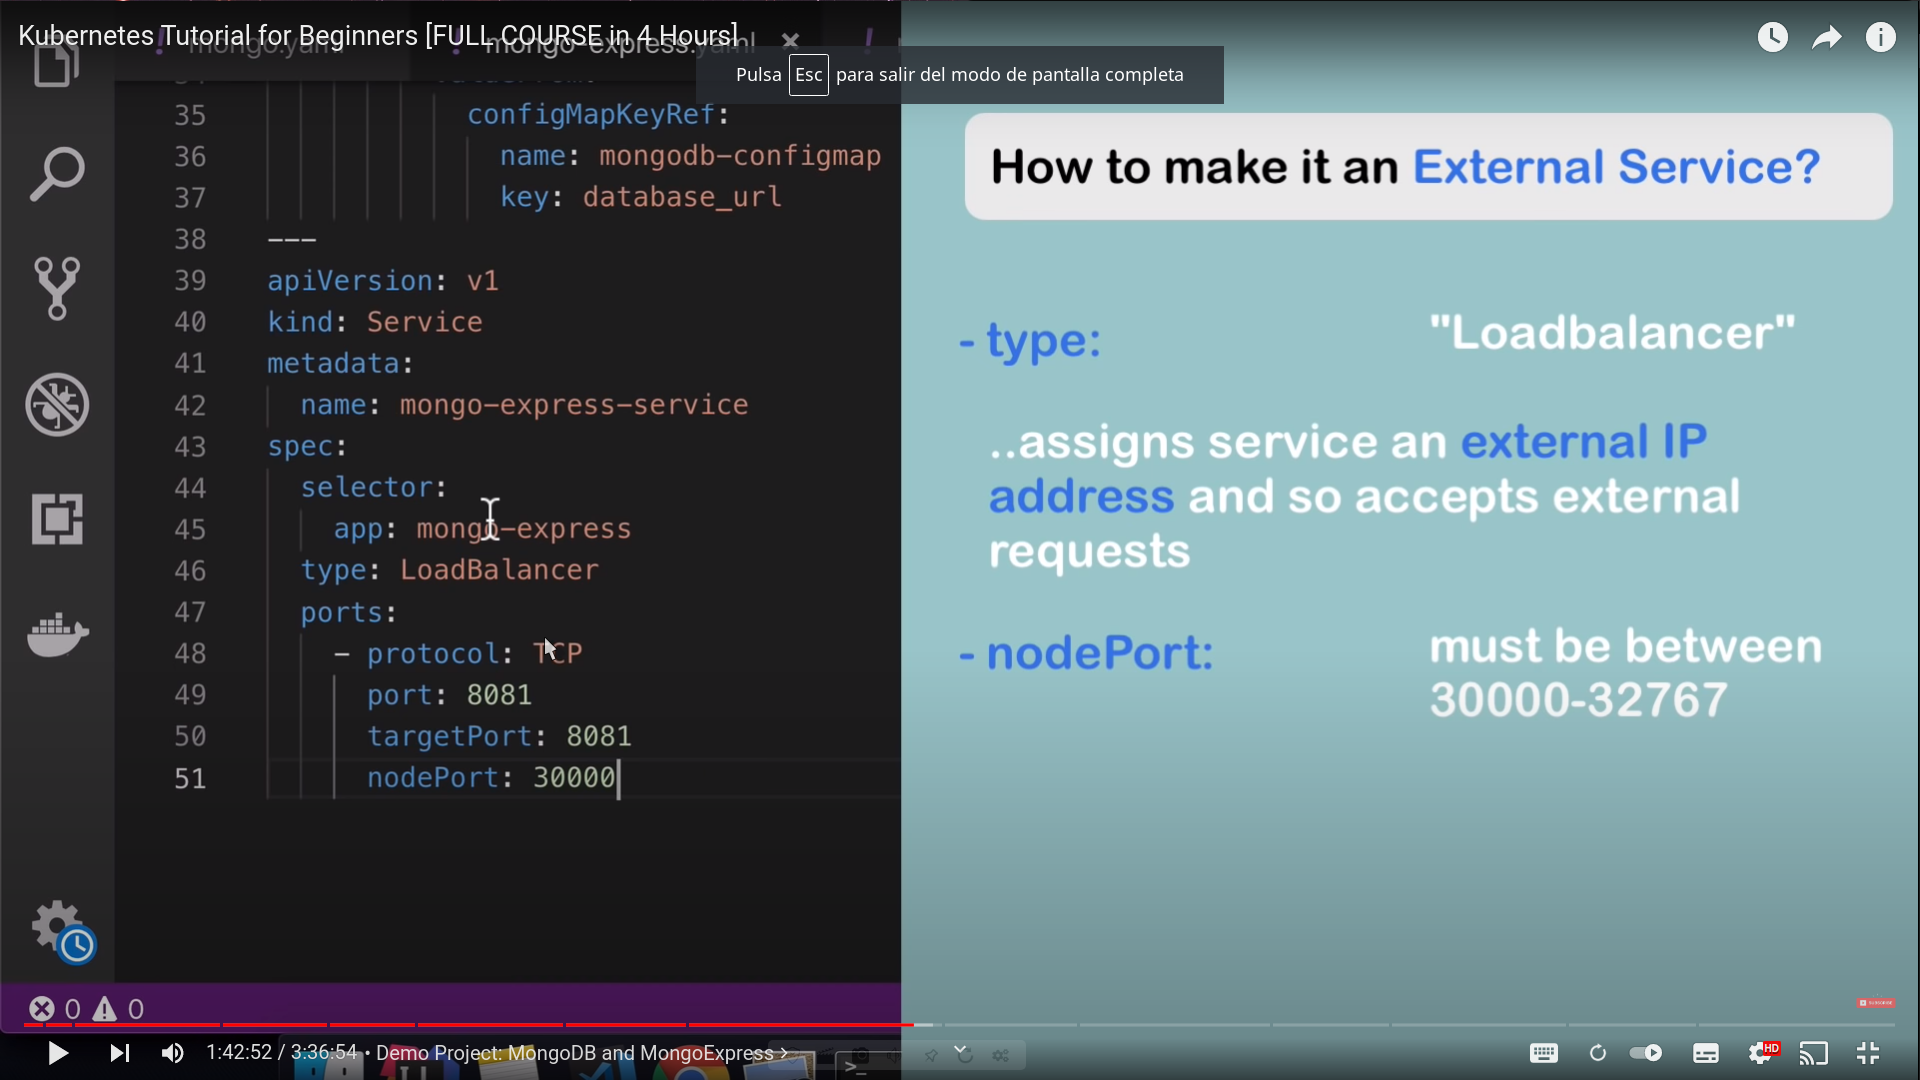 Kubernetes Tutorial for Beginners [FULL COURSE in 4 Hours]
mongo-express.yaml
Pulsa Esc para salir del modo de pantalla completa
35 configMapKeyRef:
36 name: mongodb-configmap
37 key: database_url
38 ---
39 apiVersion: v1
40 kind: Service
41 metadata:
42 name: mongo-express-service
43 spec:
44 selector:
45 app: mongo-express
46 type: LoadBalancer
47 ports:
48 - protocol: TCP
49 port: 8081
50 targetPort: 8081
51 nodePort: 30000
0 0
How to make it an External Service?
- type: "Loadbalancer"
..assigns service an external IP
address and so accepts external
requests
- nodePort: must be between
30000-32767
1:42:52 / 3:36:54 • Demo Project: MongoDB and MongoExpress
HD